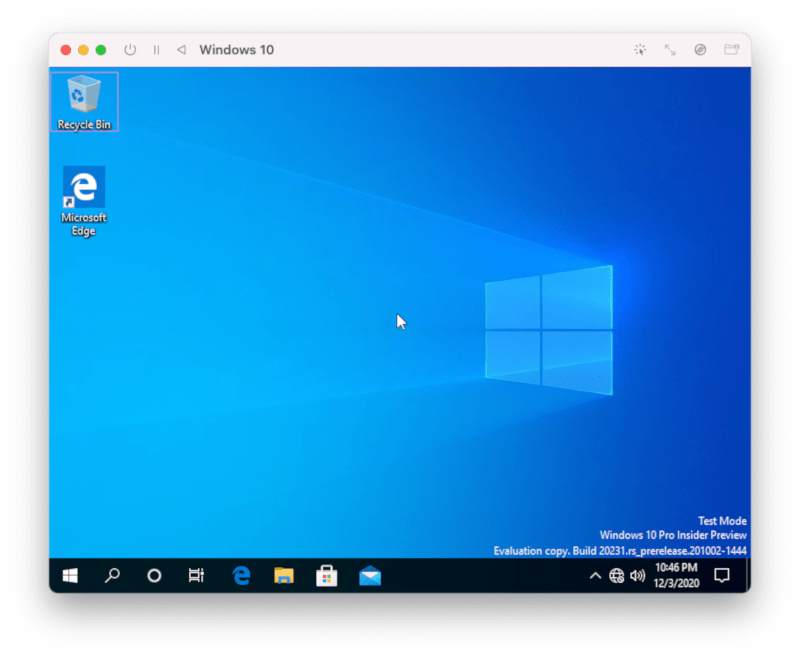 Windows 10
Recycle Bin
Microsoft
Edge
Test Mode
Windows 10 Pro Insider Preview
Evaluation copy. Build 20231.rs_prerelease.201002-1444
10:46 PM
12/3/2020